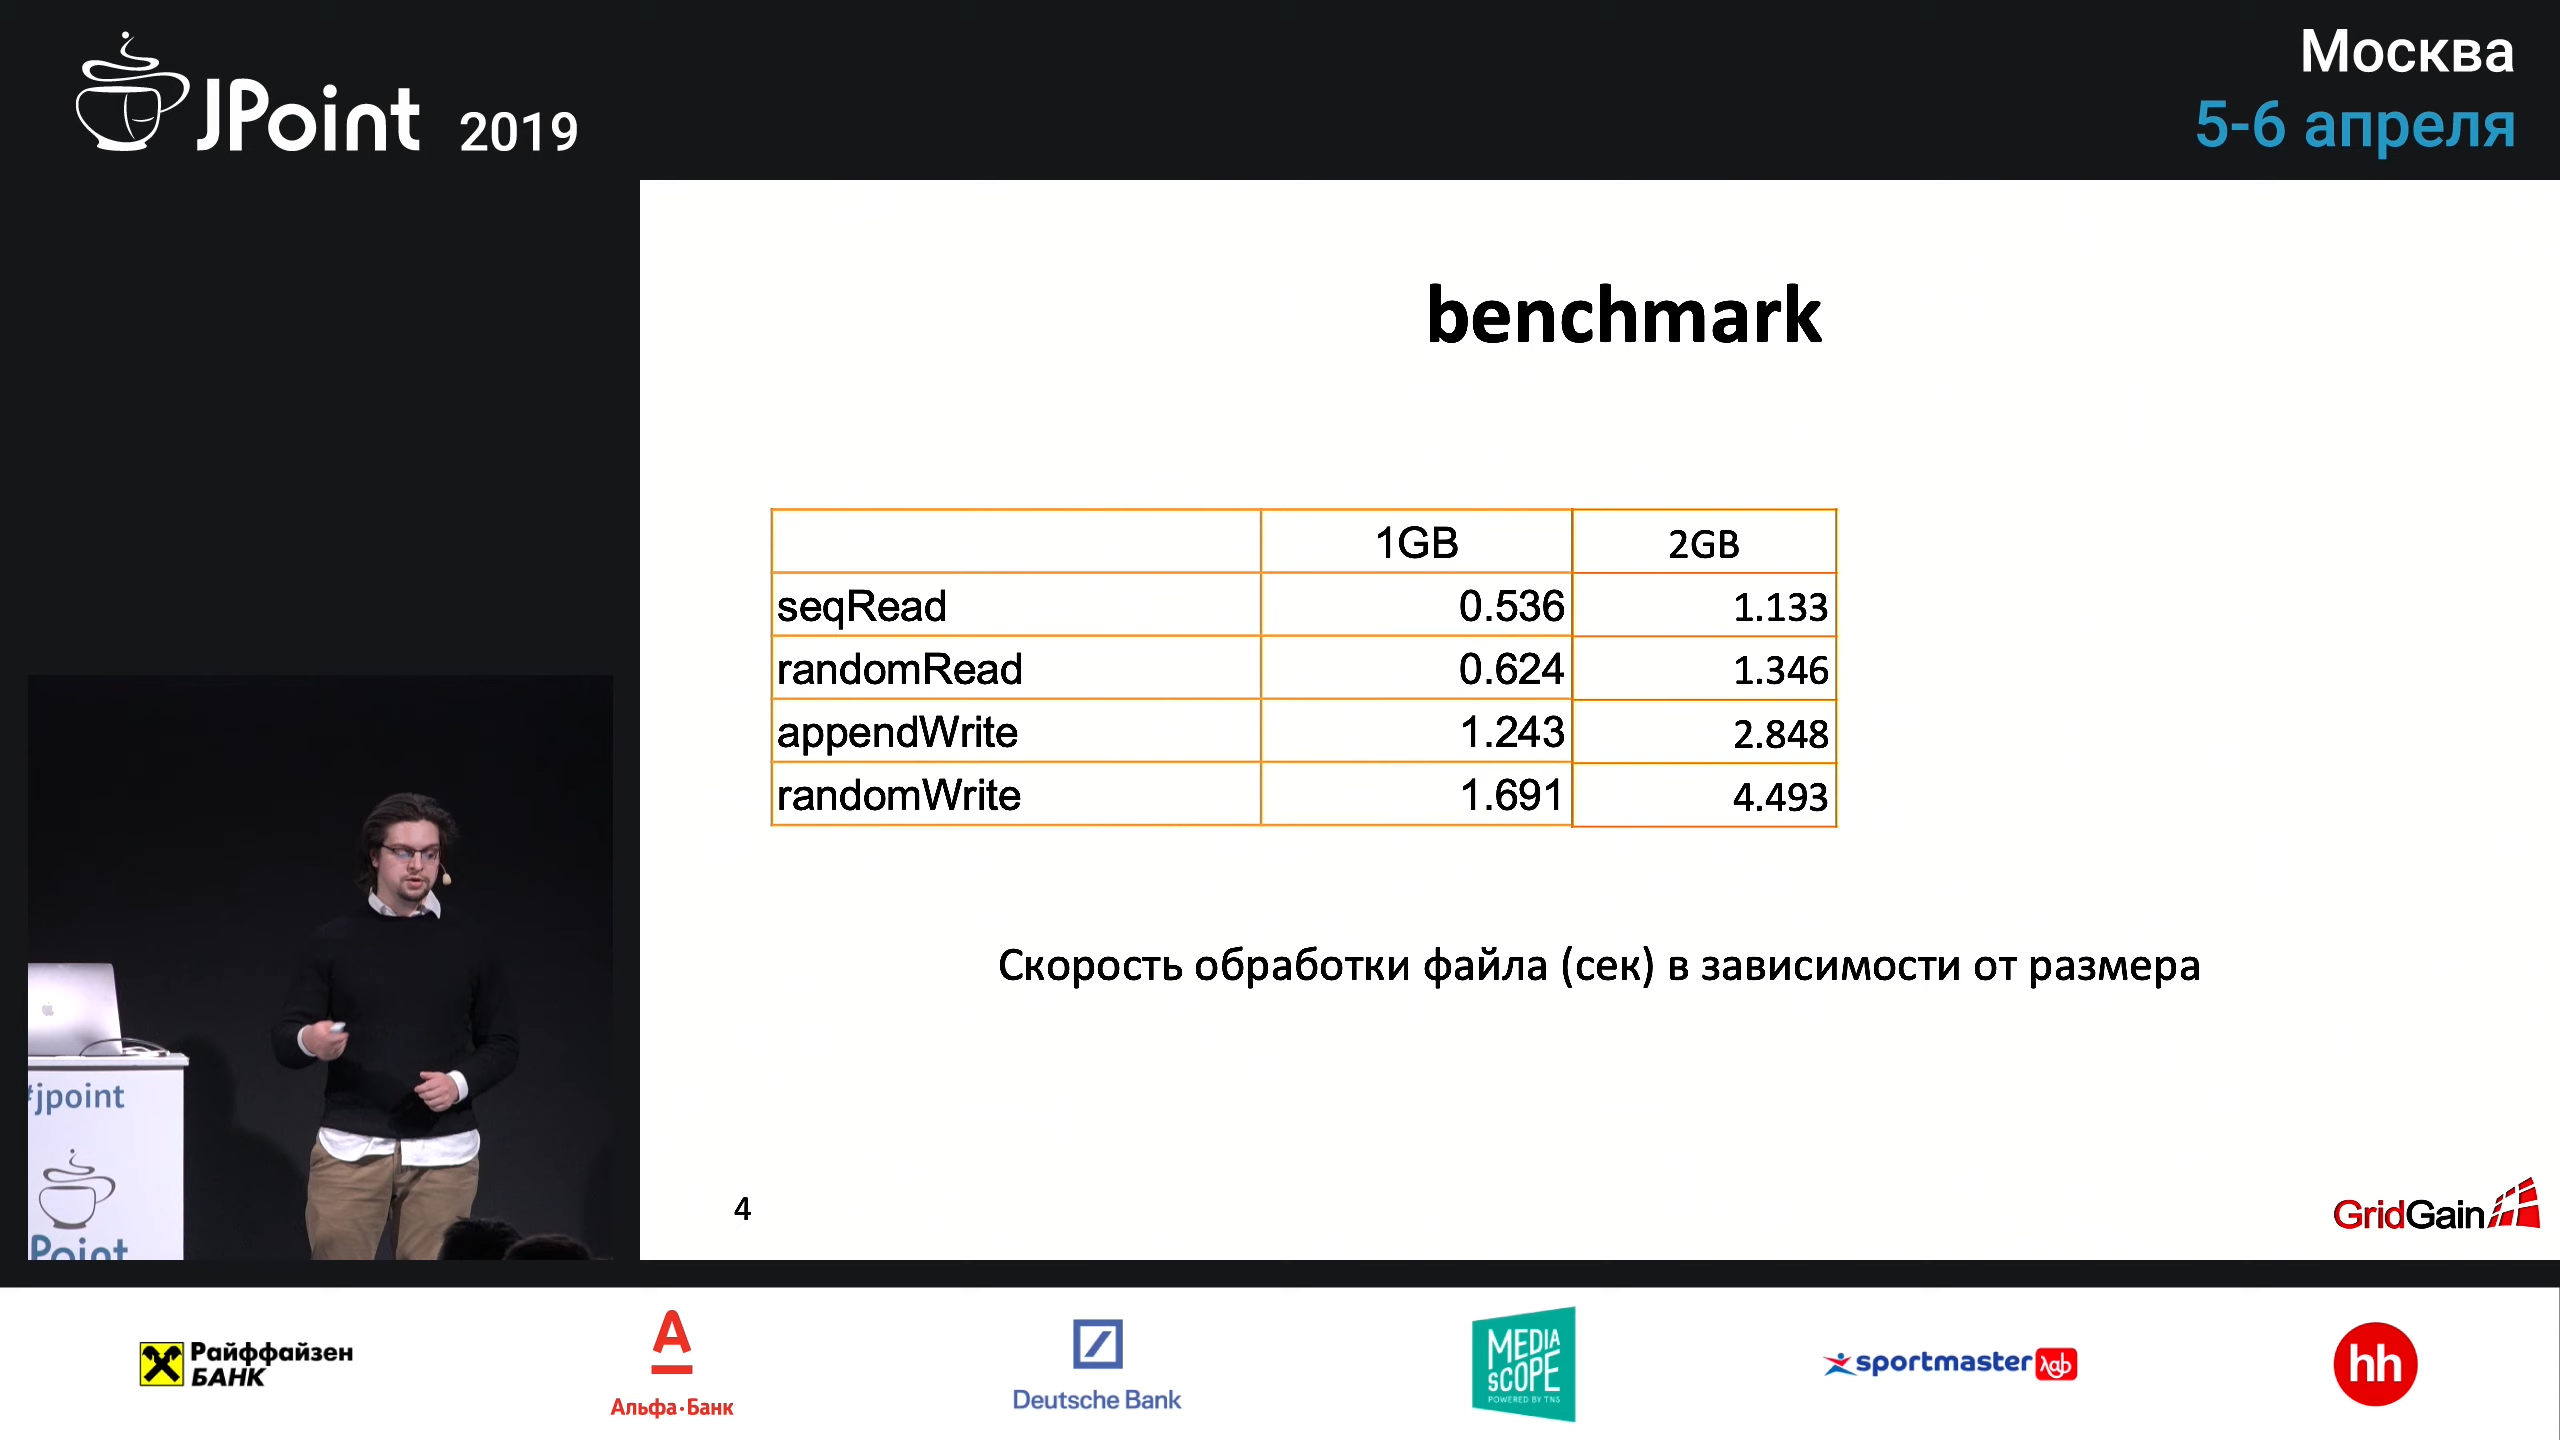 JPoint 2019
Москва
5-6 апреля
benchmark
1GB 2GB
seqRead 0.536 1.133
randomRead 0.624 1.346
appendWrite 1.243 2.848
randomWrite 1.691 4.493
Скорость обработки файла (сек) в зависимости от размера
4
GridGain
#jpoint
Point
Райффайзен
БАНК
Альфа·Банк
Deutsche Bank
MEDIA
SCOPE
POWERED BY TNS
sportmaster лаб
hh